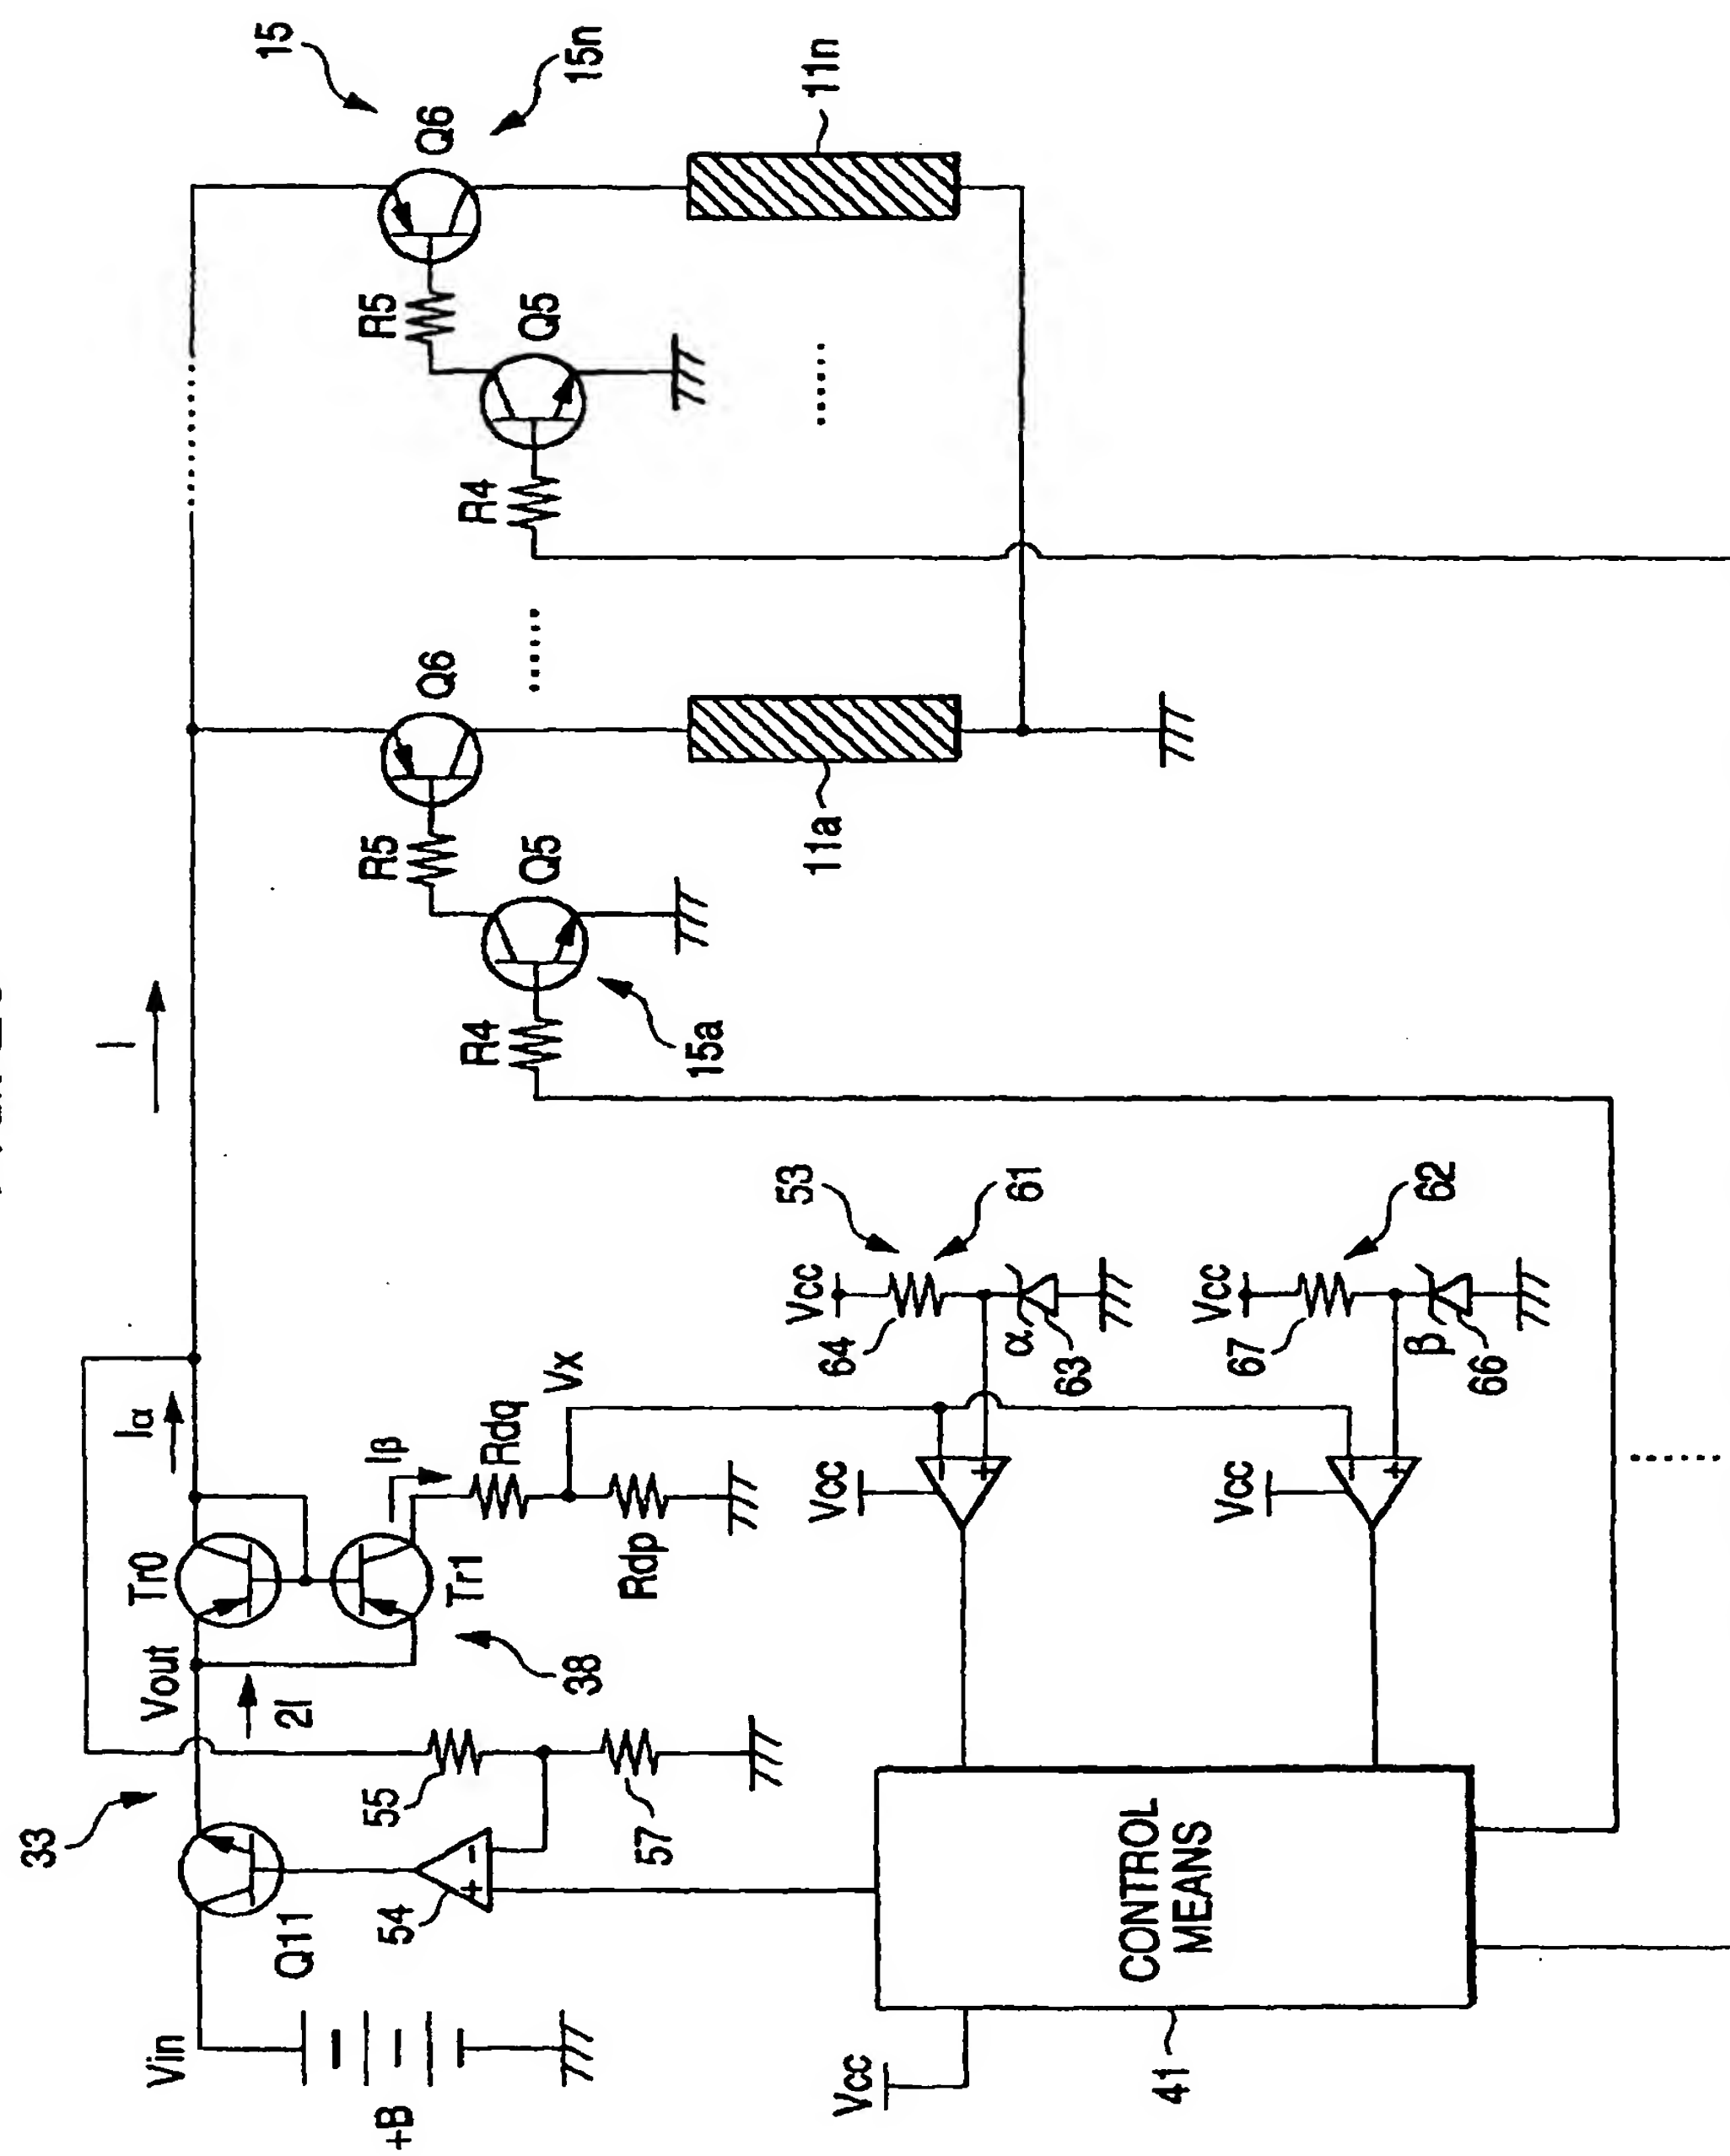 33
Vin
+B
Q11
Vout
2I
Tr0
Tr1
38
Iα
Iβ
Rdq
Rdp
Vx
I
54
+
−
55
57
Vcc
41
CONTROL
MEANS
Vcc
−
+
Vcc
−
+
53
61
Vcc
64
α
63
62
Vcc
67
β
66
R4
Q5
15a
R5
Q6
11a
R4
Q5
R5
Q6
15
15n
11n